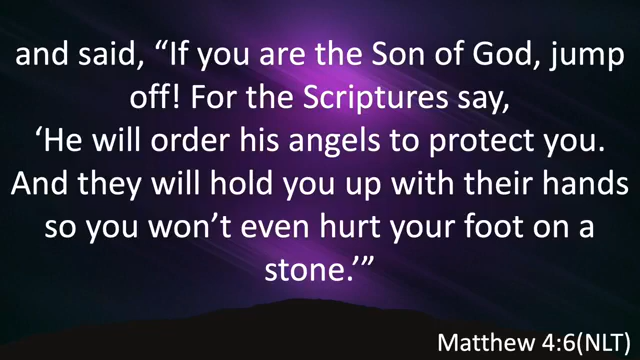 and said, “If you are the Son of God, jump
off! For the Scriptures say,
‘He will order his angels to protect you.
And they will hold you up with their hands
so you won’t even hurt your foot on a
stone.’”
Matthew 4:6(NLT)